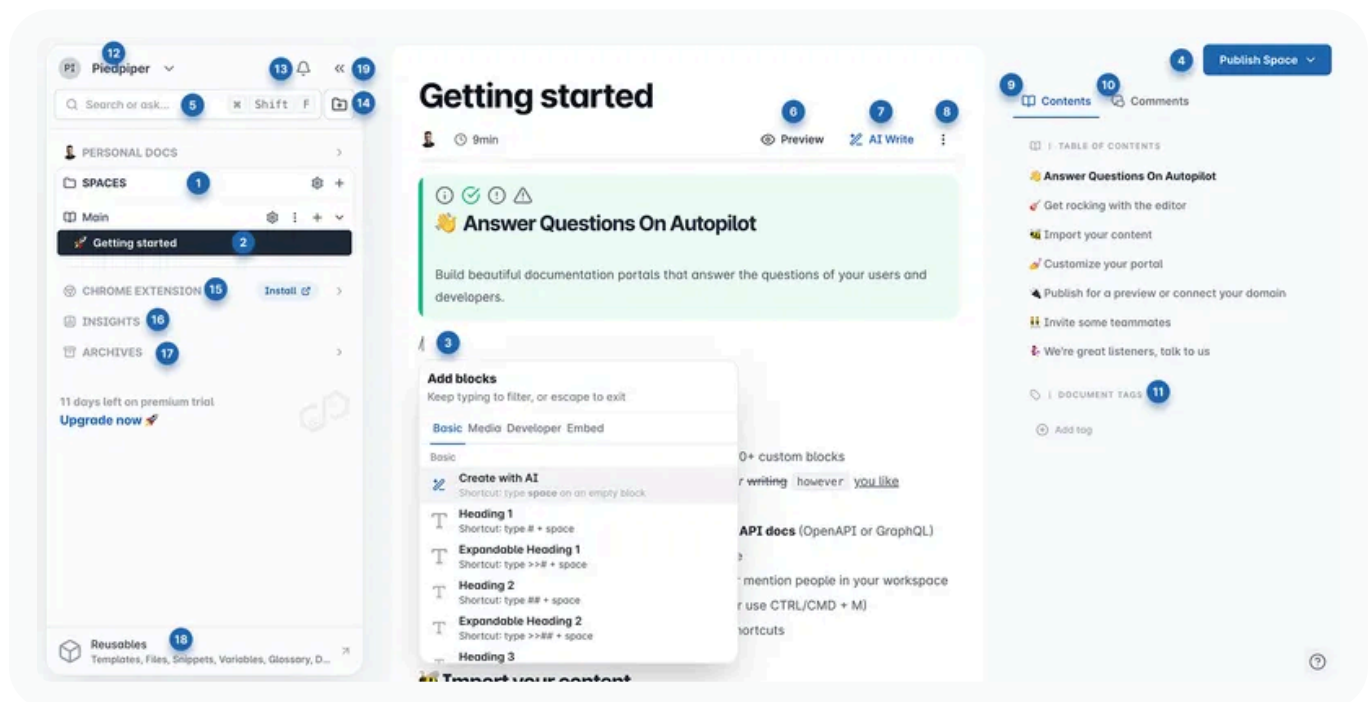 12
PI Piedpiper
13
19
Search or ask... 5 ⌘ Shift F
14
PERSONAL DOCS
SPACES 1
Main
🚀 Getting started 2
CHROME EXTENSION 15 Install
INSIGHTS 16
ARCHIVES 17
11 days left on premium trial
Upgrade now 🚀
Reusables 18
Templates, Files, Snippets, Variables, Glossary, D...
Getting started
9min
6
Preview
7
AI Write
8
👋 Answer Questions On Autopilot
Build beautiful documentation portals that answer the questions of your users and
developers.
/ 3
Add blocks
Keep typing to filter, or escape to exit
Basic Media Developer Embed
Basic
Create with AI
Shortcut: type space on an empty block
Heading 1
Shortcut: type # + space
Expandable Heading 1
Shortcut: type >># + space
Heading 2
Shortcut: type ## + space
Expandable Heading 2
Shortcut: type >>## + space
Heading 3
0+ custom blocks
r writing however you like
API docs (OpenAPI or GraphQL)
mention people in your workspace
r use CTRL/CMD + M)
hortcuts
Import your content
4 Publish Space
9
Contents
10
Comments
TABLE OF CONTENTS
👋 Answer Questions On Autopilot
🎸 Get rocking with the editor
🐝 Import your content
💅 Customize your portal
🔌 Publish for a preview or connect your domain
👯 Invite some teammates
We're great listeners, talk to us
DOCUMENT TAGS 11
Add tag